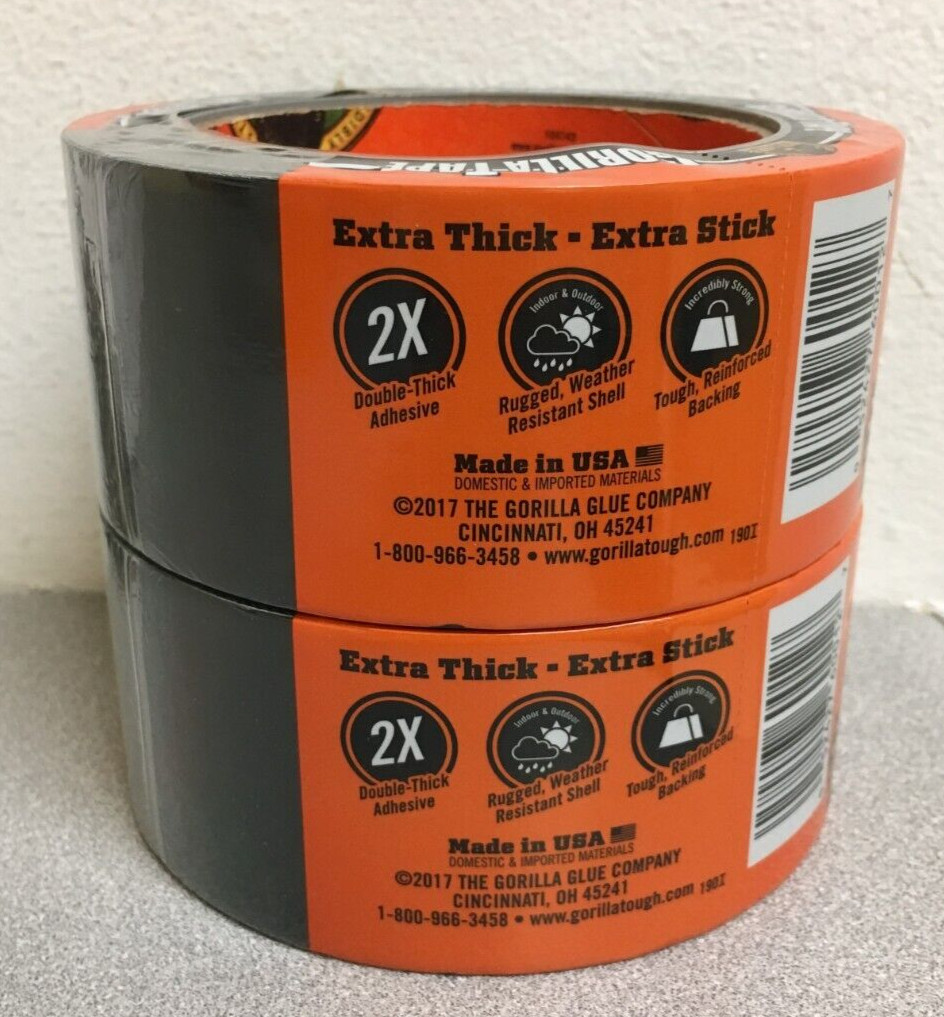 GORILLA TAPE
Extra Thick - Extra Stick
2X
Double-Thick
Adhesive
Indoor & Outdoor
Rugged, Weather
Resistant Shell
Incredibly Strong
Tough, Reinforced
Backing
Made in USA
DOMESTIC & IMPORTED MATERIALS
©2017 THE GORILLA GLUE COMPANY
CINCINNATI, OH 45241
1-800-966-3458 • www.gorillatough.com 190I
Extra Thick - Extra Stick
2X
Double-Thick
Adhesive
Indoor & Outdoor
Rugged, Weather
Resistant Shell
Incredibly Strong
Tough, Reinforced
Backing
Made in USA
DOMESTIC & IMPORTED MATERIALS
©2017 THE GORILLA GLUE COMPANY
CINCINNATI, OH 45241
1-800-966-3458 • www.gorillatough.com 190I